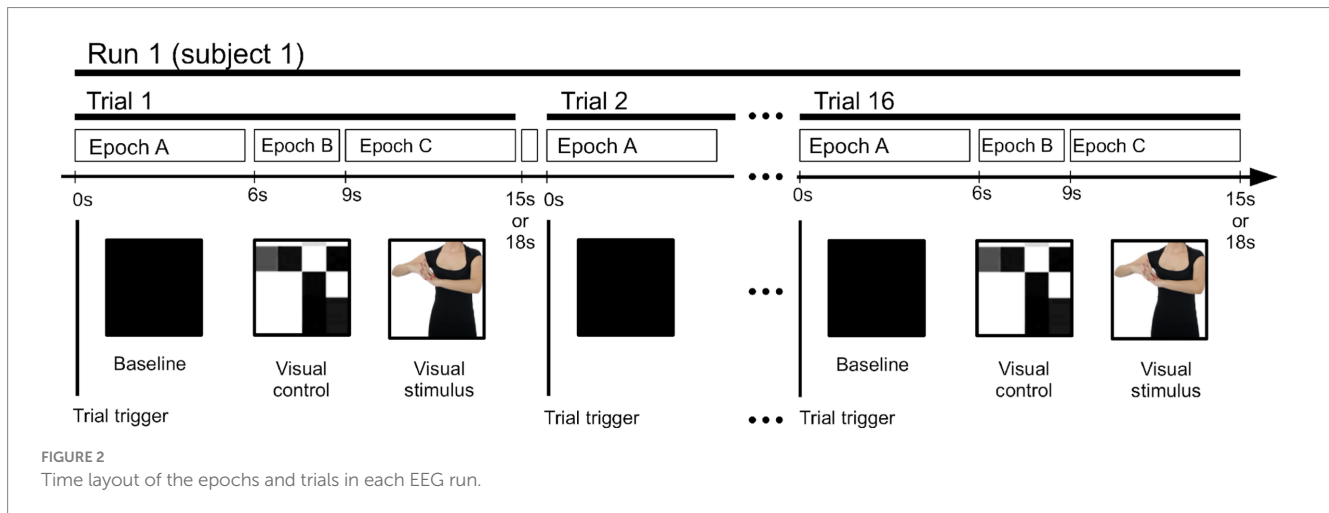 Run 1 (subject 1)
Trial 1 Trial 2 ••• Trial 16
Epoch A Epoch B Epoch C Epoch A Epoch A Epoch B Epoch C
•••
0s 6s 9s 15s 0s 0s 6s 9s 15s
or or
18s 18s
•••
Baseline Visual Visual Baseline Visual Visual
control stimulus control stimulus
Trial trigger Trial trigger ••• Trial trigger
FIGURE 2
Time layout of the epochs and trials in each EEG run.